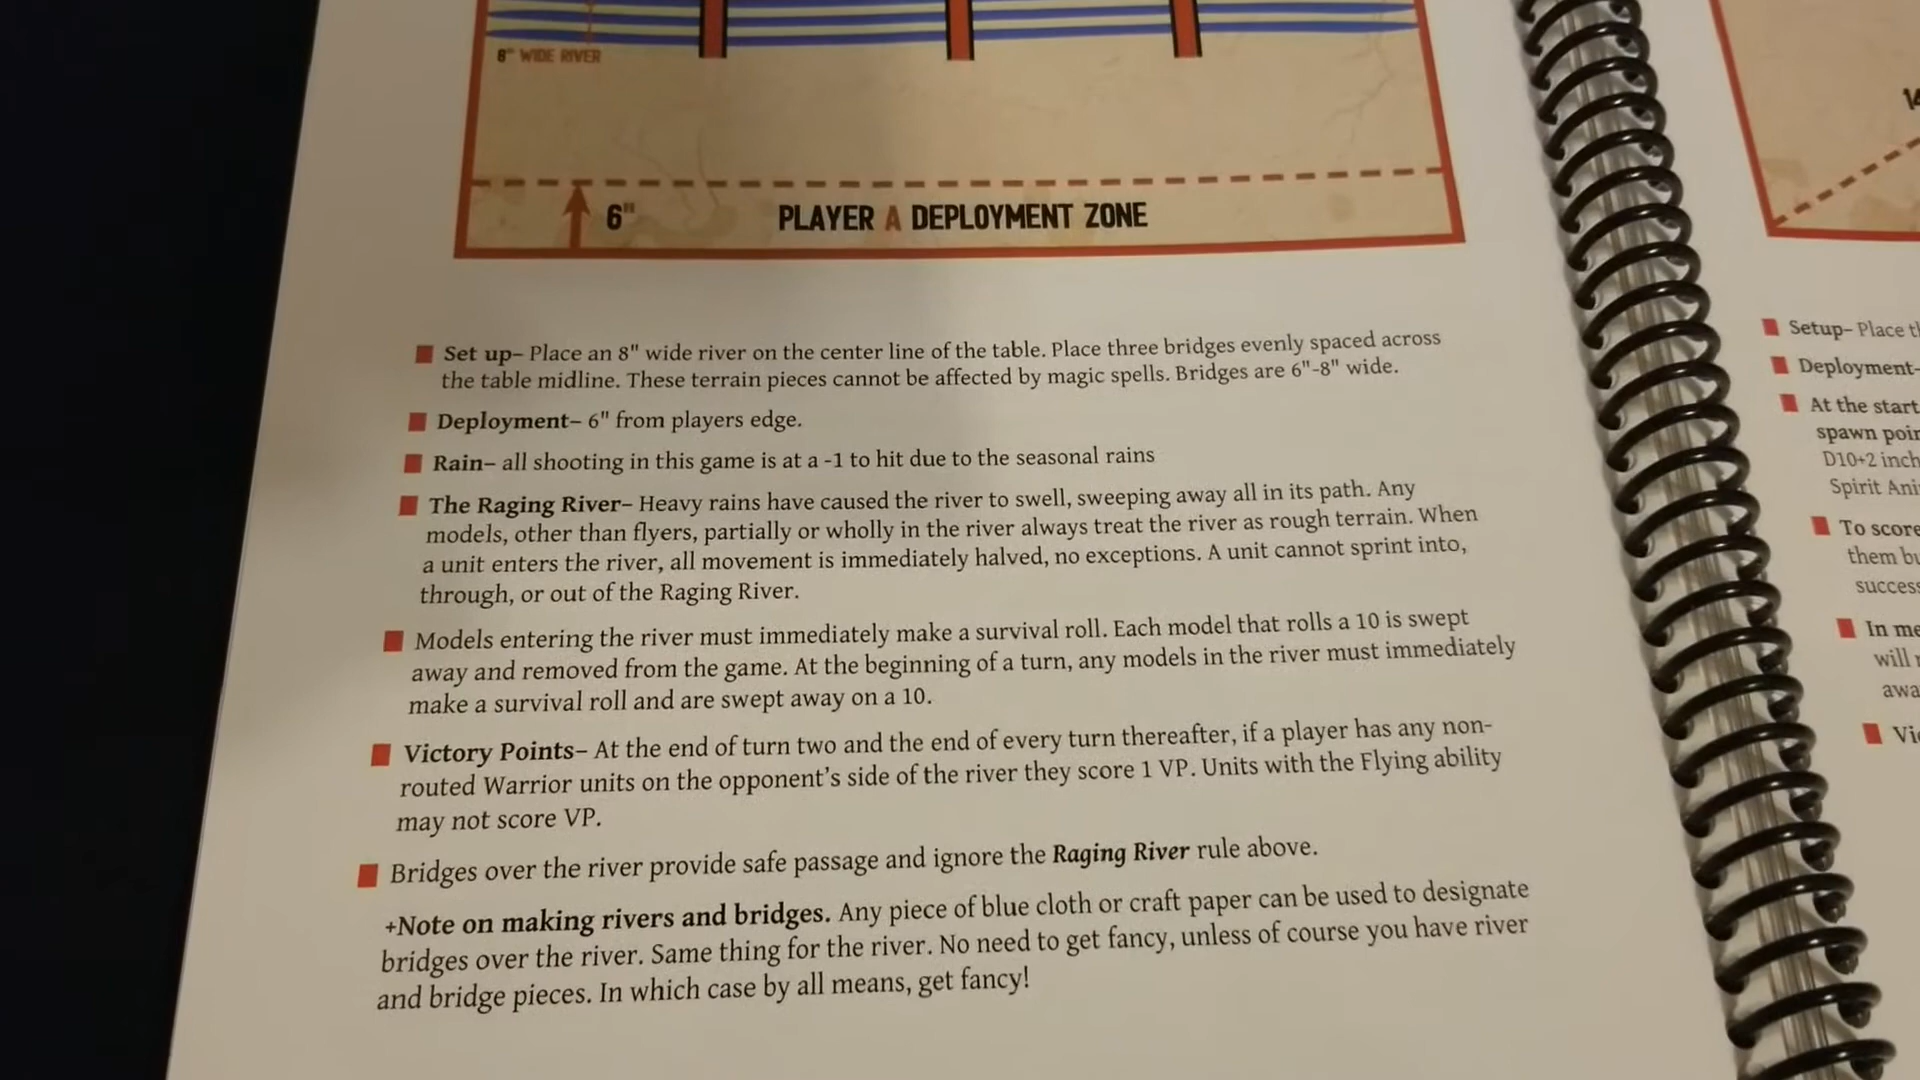 8" WIDE RIVER
6"
PLAYER A DEPLOYMENT ZONE
Set up– Place an 8" wide river on the center line of the table. Place three bridges evenly spaced across
the table midline. These terrain pieces cannot be affected by magic spells. Bridges are 6"-8" wide.
Deployment– 6" from players edge.
Rain– all shooting in this game is at a -1 to hit due to the seasonal rains
The Raging River– Heavy rains have caused the river to swell, sweeping away all in its path. Any
models, other than flyers, partially or wholly in the river always treat the river as rough terrain. When
a unit enters the river, all movement is immediately halved, no exceptions. A unit cannot sprint into,
through, or out of the Raging River.
Models entering the river must immediately make a survival roll. Each model that rolls a 10 is swept
away and removed from the game. At the beginning of a turn, any models in the river must immediately
make a survival roll and are swept away on a 10.
Victory Points– At the end of turn two and the end of every turn thereafter, if a player has any non-
routed Warrior units on the opponent's side of the river they score 1 VP. Units with the Flying ability
may not score VP.
Bridges over the river provide safe passage and ignore the Raging River rule above.
+Note on making rivers and bridges. Any piece of blue cloth or craft paper can be used to designate
bridges over the river. Same thing for the river. No need to get fancy, unless of course you have river
and bridge pieces. In which case by all means, get fancy!
14
Setup– Place
Deployment–
At the start
spawn
D10+2 inch
Spirit
To score
them
In
will